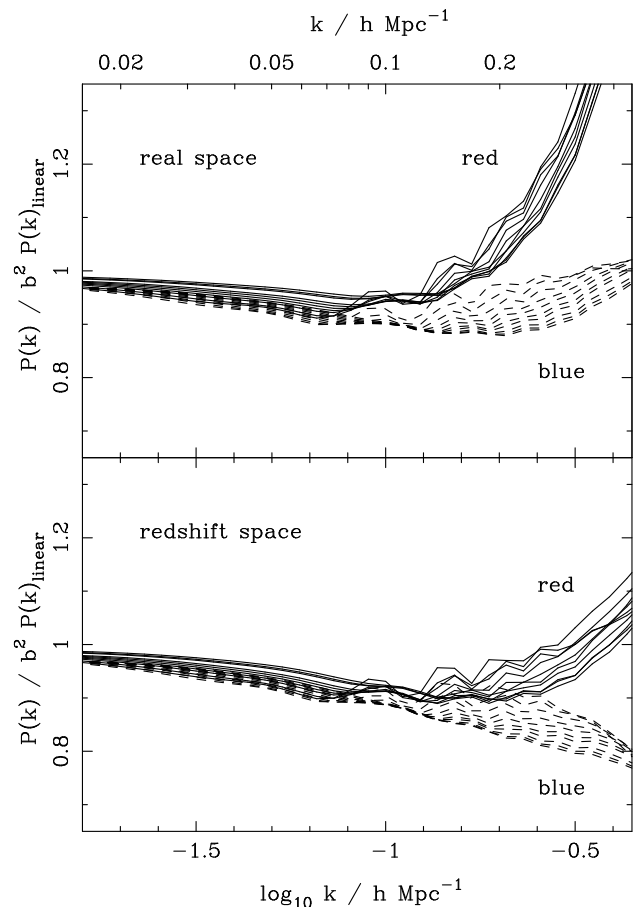 k / h Mpc⁻¹
0.02 0.05 0.1 0.2
real space
red
blue
P(k) / b² P(k)linear
0.8 1 1.2
redshift space
red
blue
P(k) / b² P(k)linear
0.8 1 1.2
−1.5 −1 −0.5
log₁₀ k / h Mpc⁻¹